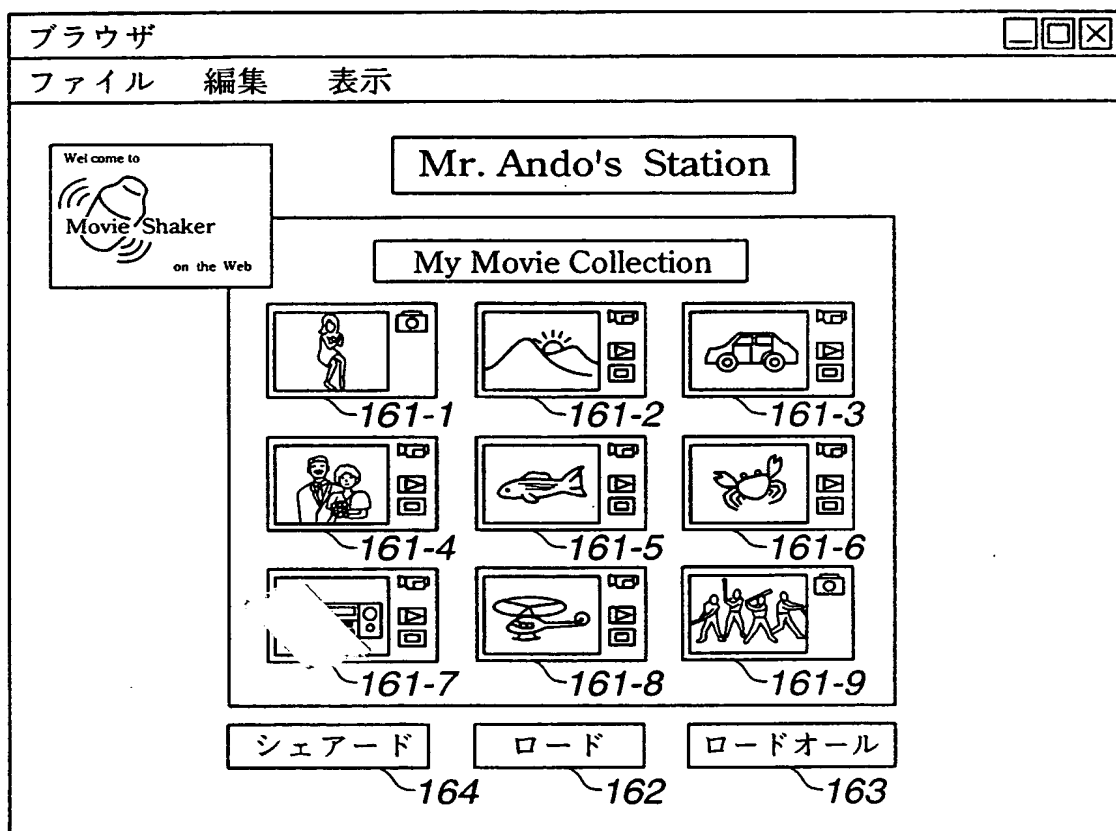 ブラウザ
ファイル 編集 表示
Welcome to
Movie Shaker
on the Web
Mr. Ando's Station
My Movie Collection
161-1 161-2 161-3
161-4 161-5 161-6
161-7 161-8 161-9
シェアード ロード ロードオール
164 162 163